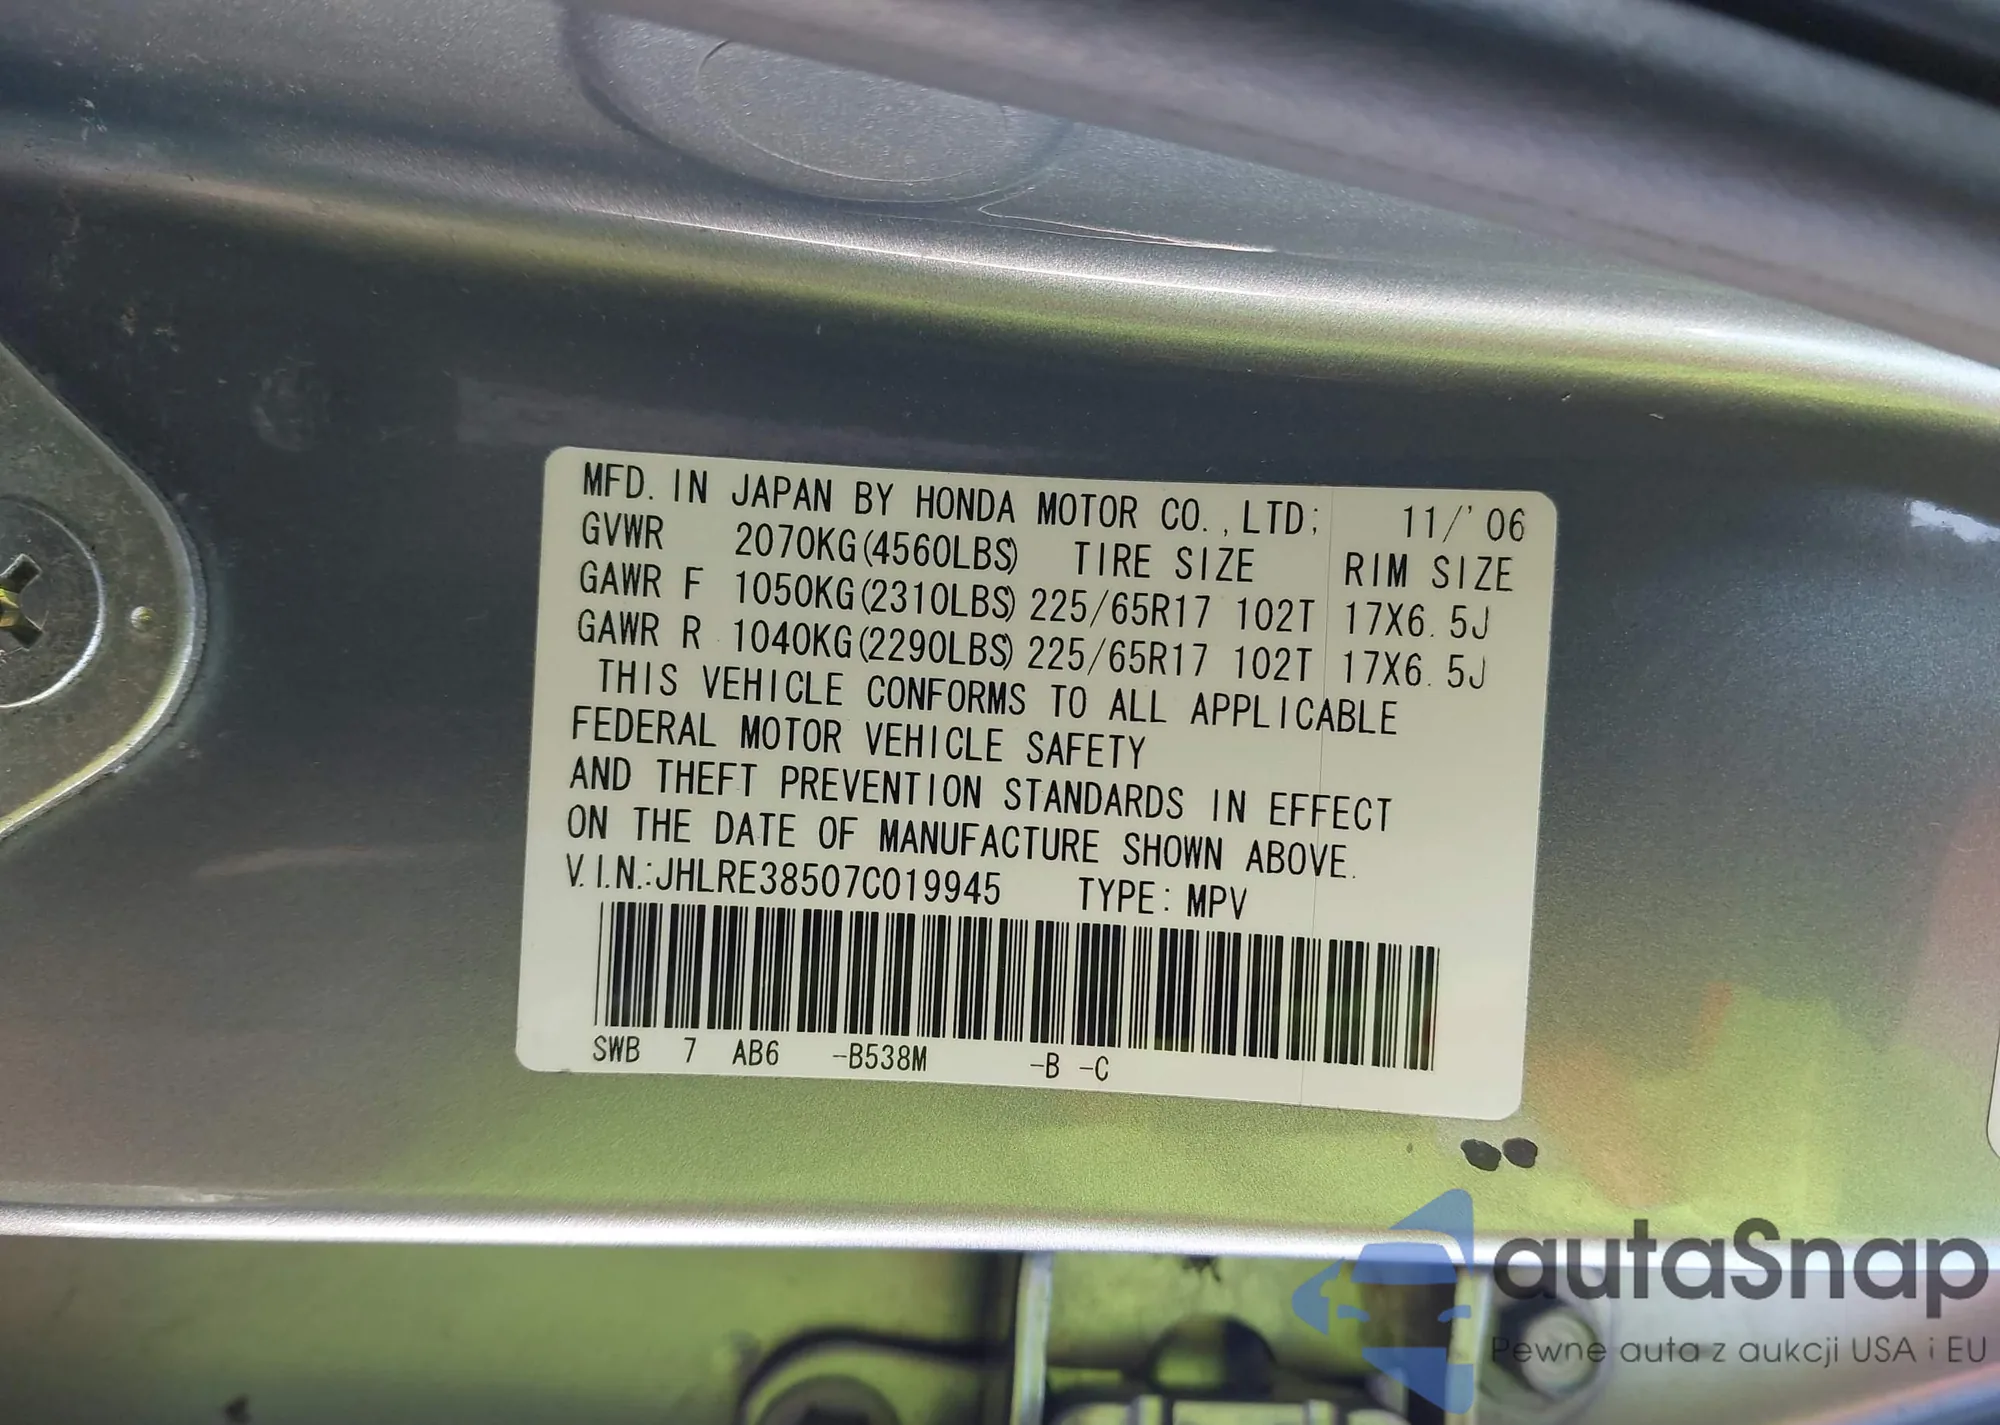 MFD. IN JAPAN BY HONDA MOTOR CO., LTD; 11/'06
GVWR 2070KG(4560LBS) TIRE SIZE RIM SIZE
GAWR F 1050KG(2310LBS) 225/65R17 102T 17X6.5J
GAWR R 1040KG(2290LBS) 225/65R17 102T 17X6.5J
THIS VEHICLE CONFORMS TO ALL APPLICABLE
FEDERAL MOTOR VEHICLE SAFETY
AND THEFT PREVENTION STANDARDS IN EFFECT
ON THE DATE OF MANUFACTURE SHOWN ABOVE.
V.I.N.:JHLRE38507C019945 TYPE: MPV
SWB 7 AB6 -B538M -B -C
autaSnap
Pewne auta z aukcji USA i EU